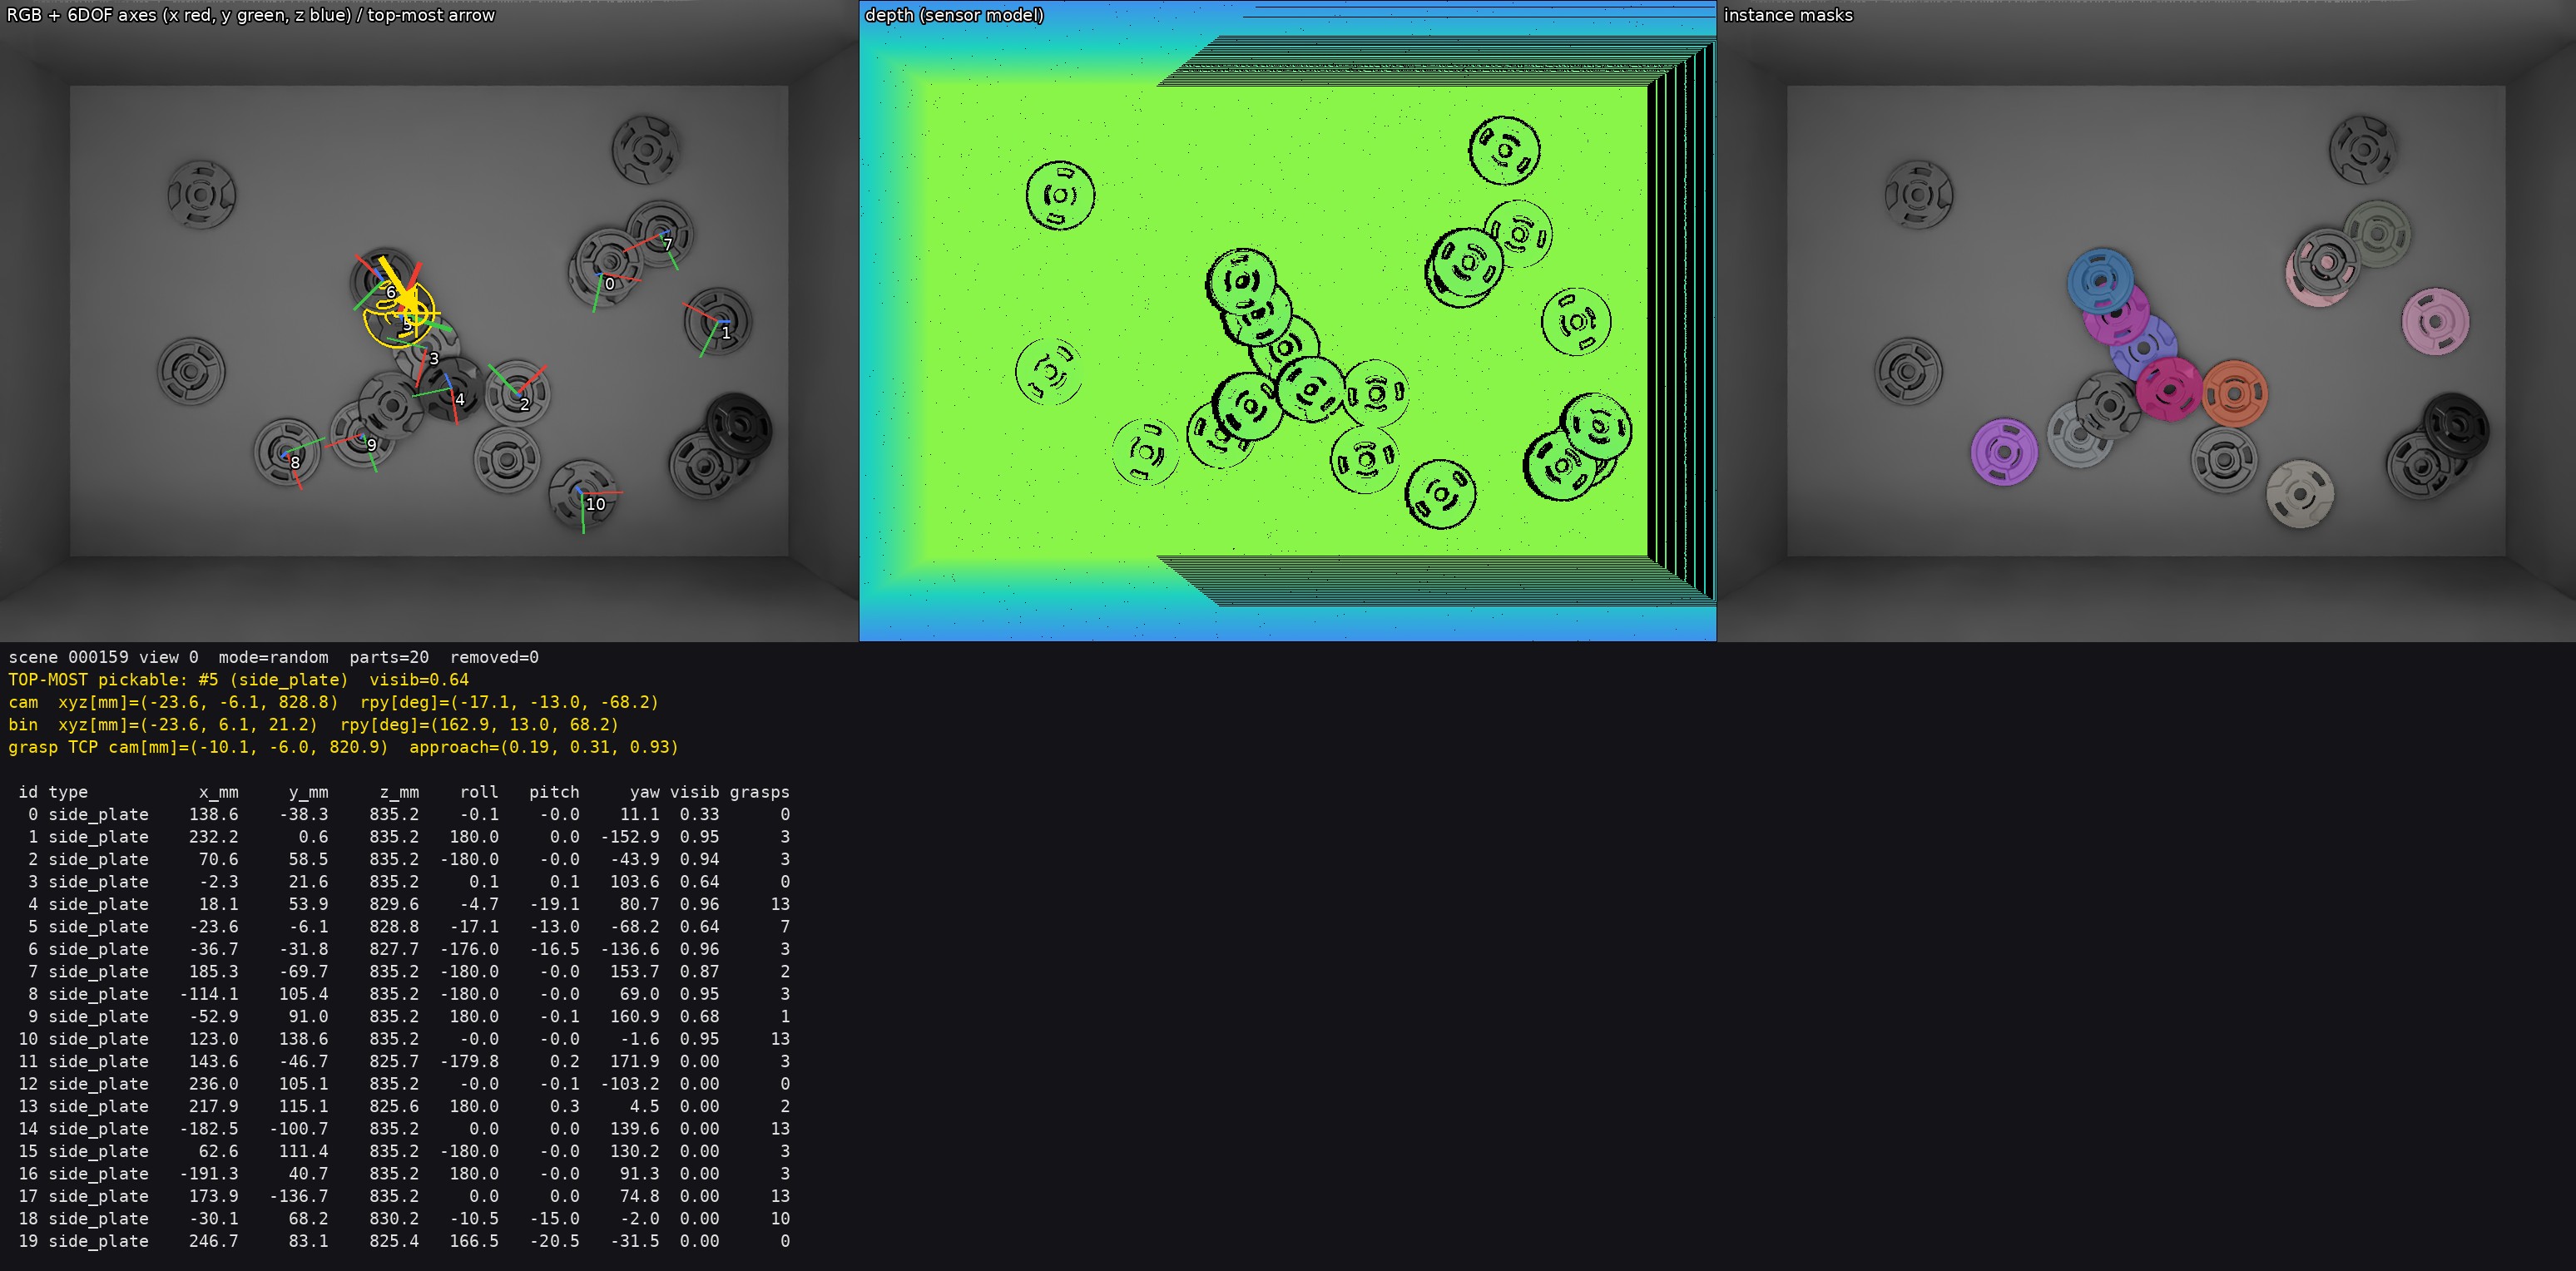 RGB + 6DOF axes (x red, y green, z blue) / top-most arrow
depth (sensor model)
instance masks
7
0
6
5
1
3
4
2
9
8
10
scene 000159 view 0  mode=random  parts=20  removed=0
TOP-MOST pickable: #5 (side_plate)  visib=0.64
cam  xyz[mm]=(-23.6, -6.1, 828.8)  rpy[deg]=(-17.1, -13.0, -68.2)
bin  xyz[mm]=(-23.6, 6.1, 21.2)  rpy[deg]=(162.9, 13.0, 68.2)
grasp TCP cam[mm]=(-10.1, -6.0, 820.9)  approach=(0.19, 0.31, 0.93)
id type x_mm y_mm z_mm roll pitch yaw visib grasps
0 side_plate 138.6 -38.3 835.2 -0.1 -0.0 11.1 0.33 0
1 side_plate 232.2 0.6 835.2 180.0 0.0 -152.9 0.95 3
2 side_plate 70.6 58.5 835.2 -180.0 -0.0 -43.9 0.94 3
3 side_plate -2.3 21.6 835.2 0.1 0.1 103.6 0.64 0
4 side_plate 18.1 53.9 829.6 -4.7 -19.1 80.7 0.96 13
5 side_plate -23.6 -6.1 828.8 -17.1 -13.0 -68.2 0.64 7
6 side_plate -36.7 -31.8 827.7 -176.0 -16.5 -136.6 0.96 3
7 side_plate 185.3 -69.7 835.2 -180.0 -0.0 153.7 0.87 2
8 side_plate -114.1 105.4 835.2 -180.0 -0.0 69.0 0.95 3
9 side_plate -52.9 91.0 835.2 180.0 -0.1 160.9 0.68 1
10 side_plate 123.0 138.6 835.2 -0.0 -0.0 -1.6 0.95 13
11 side_plate 143.6 -46.7 825.7 -179.8 0.2 171.9 0.00 3
12 side_plate 236.0 105.1 835.2 -0.0 -0.1 -103.2 0.00 0
13 side_plate 217.9 115.1 825.6 180.0 0.3 4.5 0.00 2
14 side_plate -182.5 -100.7 835.2 0.0 0.0 139.6 0.00 13
15 side_plate 62.6 111.4 835.2 -180.0 -0.0 130.2 0.00 3
16 side_plate -191.3 40.7 835.2 180.0 -0.0 91.3 0.00 3
17 side_plate 173.9 -136.7 835.2 0.0 0.0 74.8 0.00 13
18 side_plate -30.1 68.2 830.2 -10.5 -15.0 -2.0 0.00 10
19 side_plate 246.7 83.1 825.4 166.5 -20.5 -31.5 0.00 0